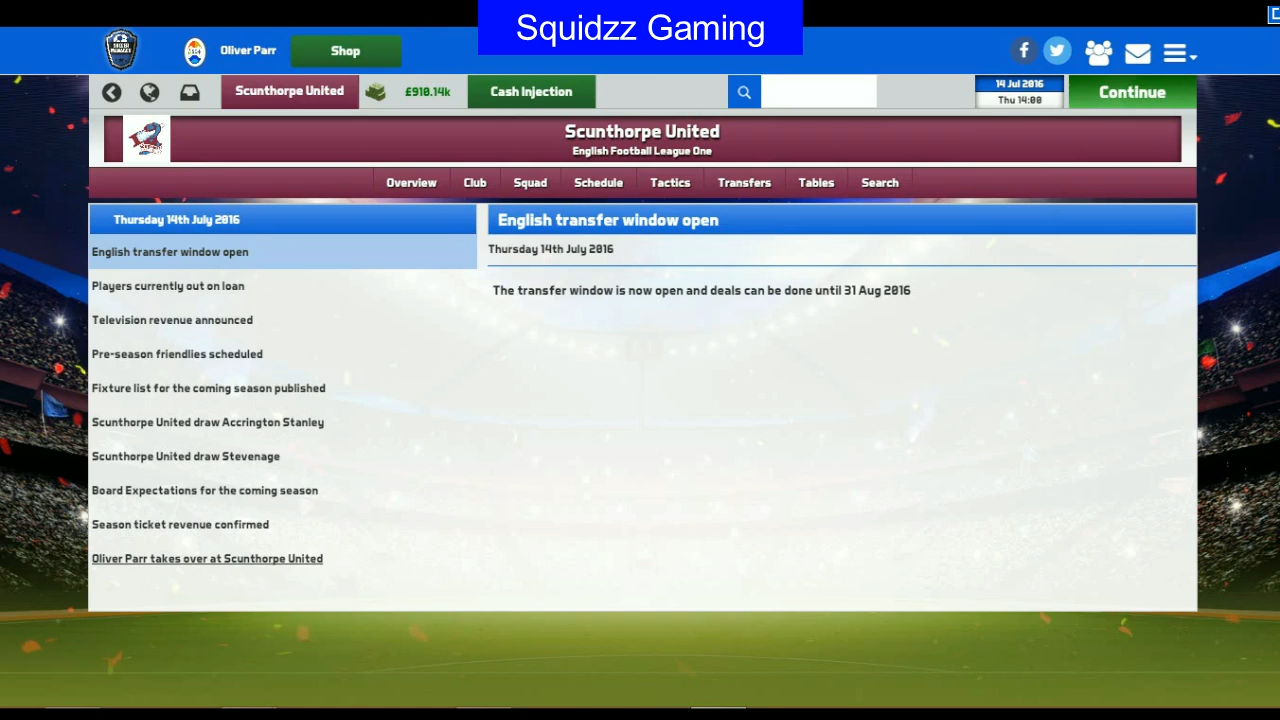 Squidzz Gaming
SOCCER MANAGER
Oliver Parr
Shop
Scunthorpe United
£910.14k
Cash Injection
14 Jul 2016
Thu 14:00
Continue
Scunthorpe United
English Football League One
Overview
Club
Squad
Schedule
Tactics
Transfers
Tables
Search
Thursday 14th July 2016
English transfer window open
Players currently out on loan
Television revenue announced
Pre-season friendlies scheduled
Fixture list for the coming season published
Scunthorpe United draw Accrington Stanley
Scunthorpe United draw Stevenage
Board Expectations for the coming season
Season ticket revenue confirmed
Oliver Parr takes over at Scunthorpe United
English transfer window open
Thursday 14th July 2016
The transfer window is now open and deals can be done until 31 Aug 2016